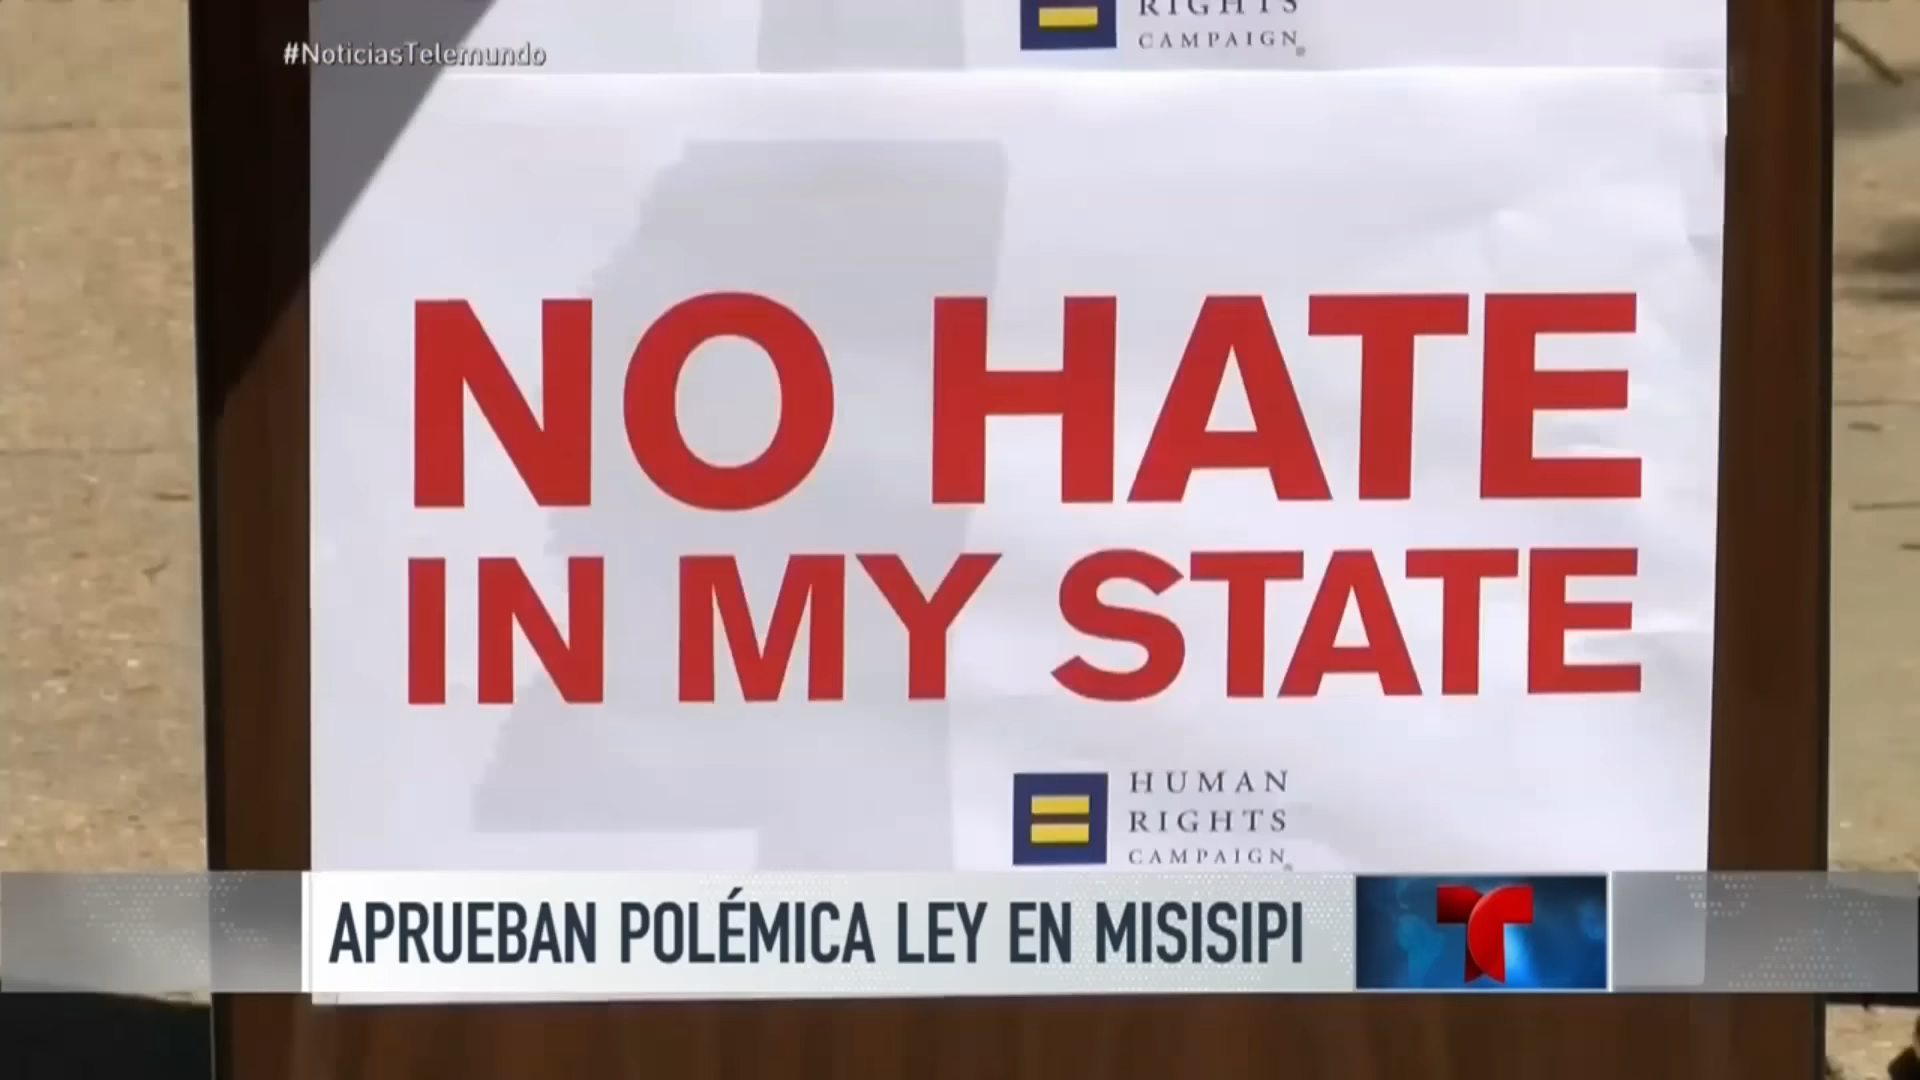 #NoticiasTelemundo
RIGHTS
CAMPAIGN
NO HATE
IN MY STATE
HUMAN
RIGHTS
CAMPAIGN
APRUEBAN POLÉMICA LEY EN MISISIPI